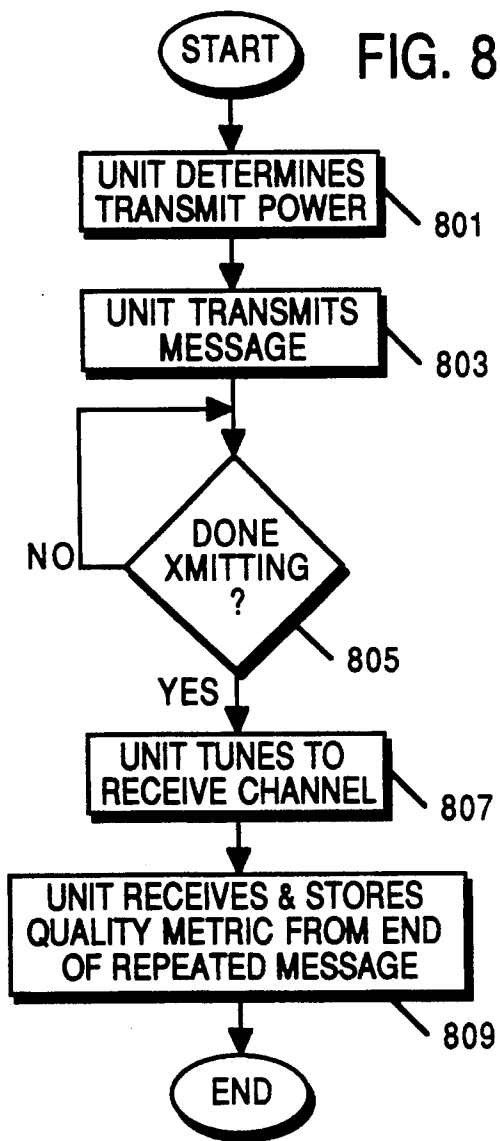 START
FIG. 8
UNIT DETERMINES
TRANSMIT POWER
801
UNIT TRANSMITS
MESSAGE
803
DONE
XMITTING
?
NO
805
YES
UNIT TUNES TO
RECEIVE CHANNEL
807
UNIT RECEIVES & STORES
QUALITY METRIC FROM END
OF REPEATED MESSAGE
809
END